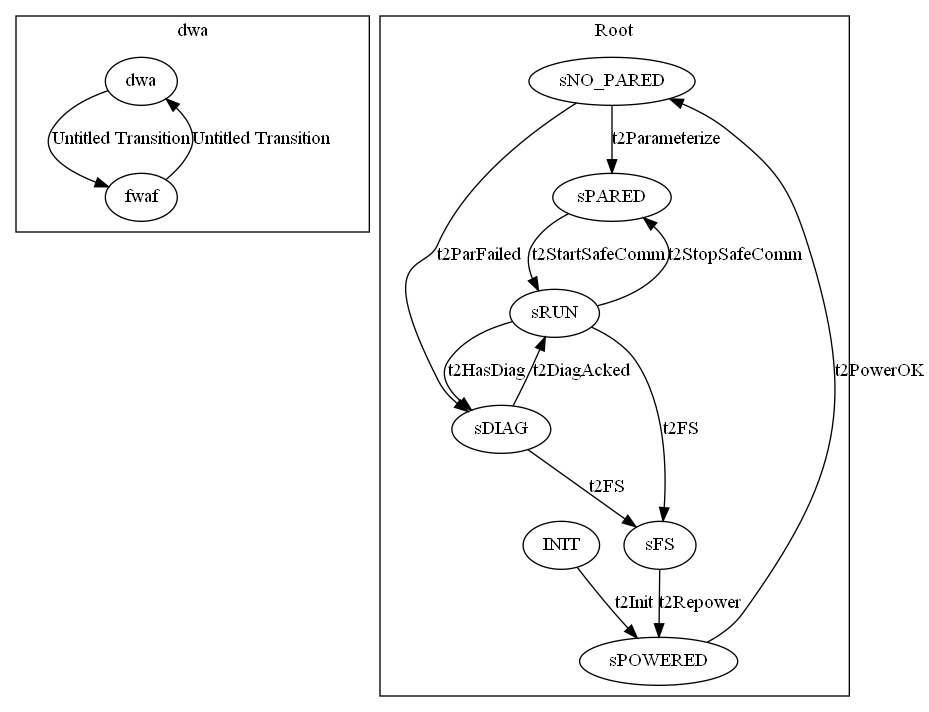 dwa
dwa
Untitled Transition
Untitled Transition
fwaf
Root
sNO_PARED
t2Parameterize
sPARED
t2ParFailed
t2StartSafeComm
t2StopSafeComm
sRUN
t2HasDiag
t2DiagAcked
t2PowerOK
sDIAG
t2FS
t2FS
INIT
sFS
t2Init
t2Repower
sPOWERED